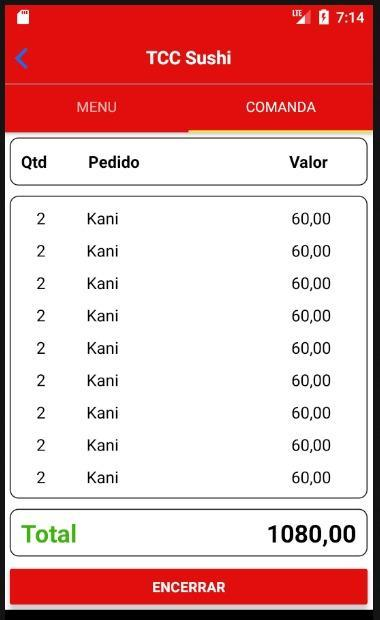 LTE 7:14
TCC Sushi
MENU COMANDA
Qtd Pedido Valor
2 Kani 60,00
2 Kani 60,00
2 Kani 60,00
2 Kani 60,00
2 Kani 60,00
2 Kani 60,00
2 Kani 60,00
2 Kani 60,00
2 Kani 60,00
Total 1080,00
ENCERRAR